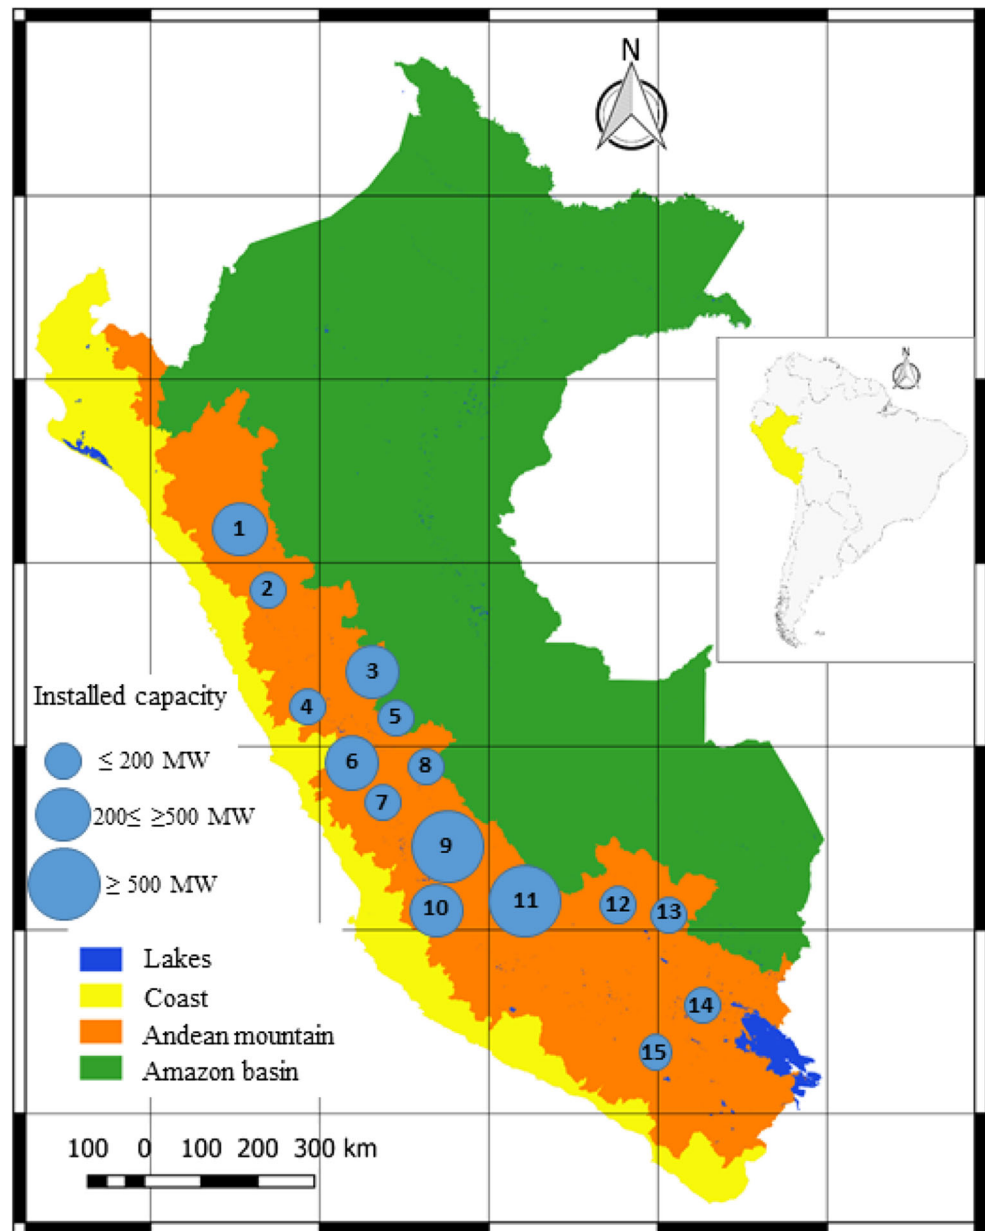 N
N
1
2
3
4
5
6
7
8
9
10
11
12
13
14
15
Installed capacity
≤ 200 MW
200≤ ≥500 MW
≥ 500 MW
Lakes
Coast
Andean mountain
Amazon basin
100 0 100 200 300 km